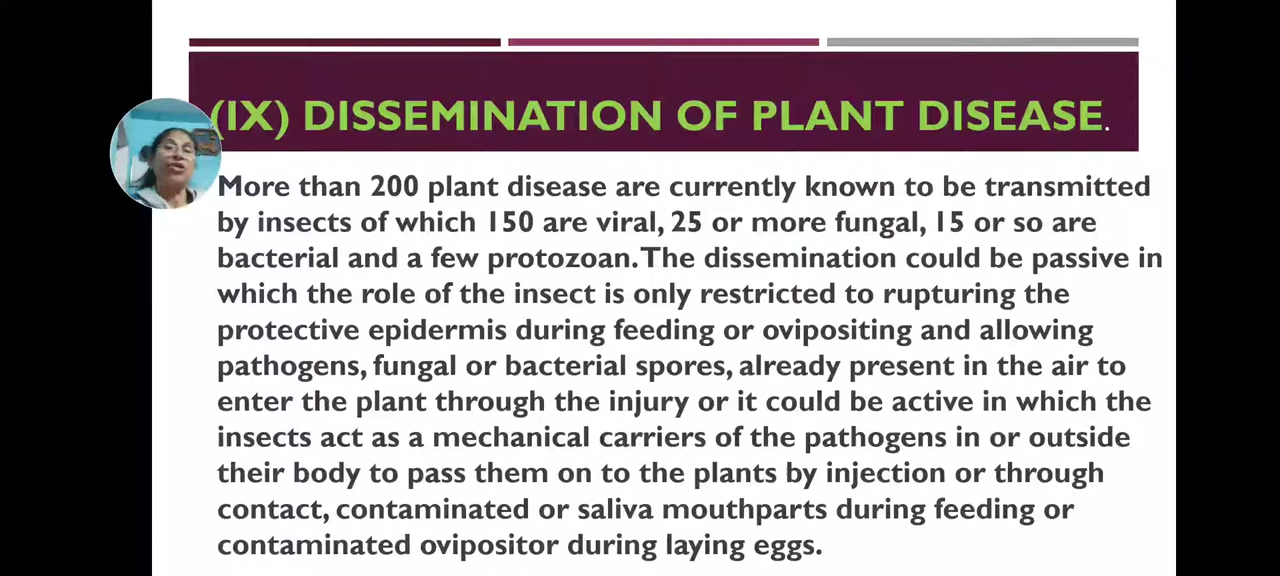 (IX) DISSEMINATION OF PLANT DISEASE.
More than 200 plant disease are currently known to be transmitted
by insects of which 150 are viral, 25 or more fungal, 15 or so are
bacterial and a few protozoan. The dissemination could be passive in
which the role of the insect is only restricted to rupturing the
protective epidermis during feeding or ovipositing and allowing
pathogens, fungal or bacterial spores, already present in the air to
enter the plant through the injury or it could be active in which the
insects act as a mechanical carriers of the pathogens in or outside
their body to pass them on to the plants by injection or through
contact, contaminated or saliva mouthparts during feeding or
contaminated ovipositor during laying eggs.